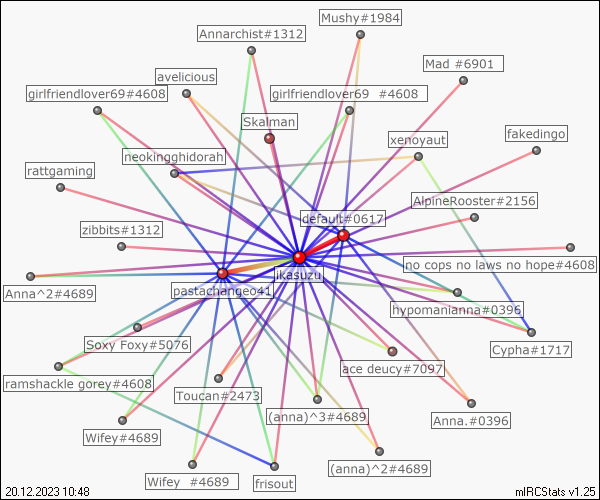 Mushy#1984
Annarchist#1312
Mad #6901
avelicious
girlfriendlover69#4608
girlfriendlover69 #4608
Skalman
fakedingo
xenoyaut
neokingghidorah
rattgaming
AlpineRooster#2156
default#0617
zibbits#1312
no cops no laws no hope#4608
ikasuzu
Anna^2#4689
pastachangeo41
hypomanianna#0396
Soxy Foxy#5076
Cypha#1717
ace deucy#7097
ramshackle gorey#4608
Toucan#2473
(anna)^3#4689
Anna.#0396
Wifey#4689
(anna)^2#4689
Wifey #4689
frisout
20.12.2023 10:48
mIRCStats v1.25